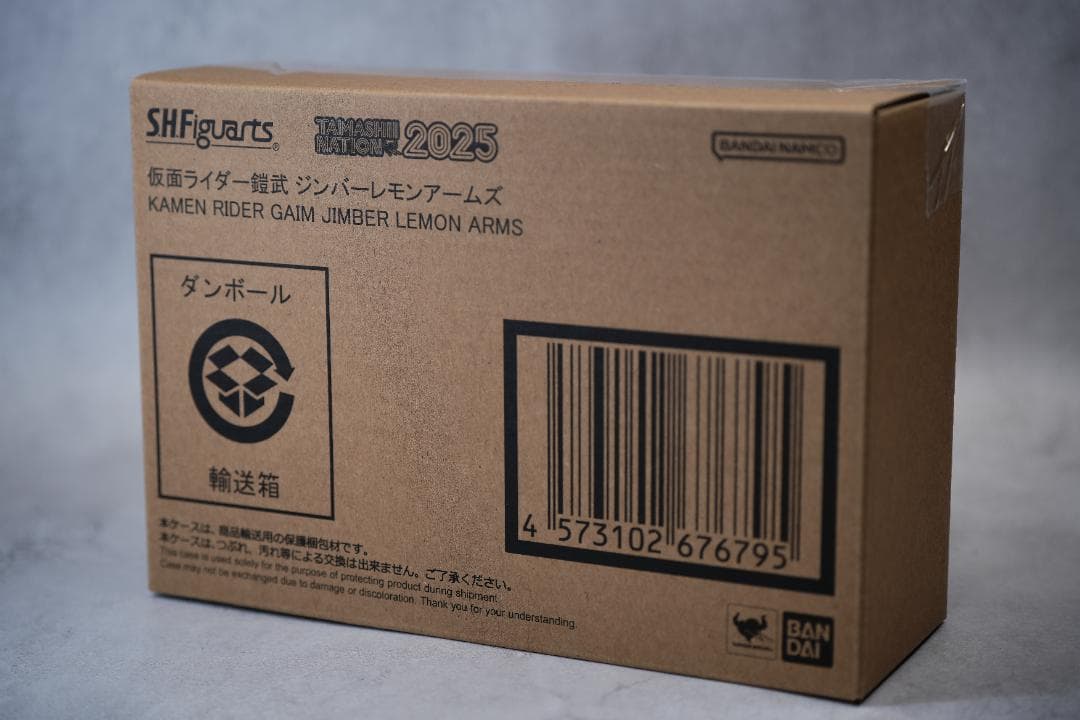 S.H.Figuarts®
TAMASHII NATION 2025
BANDAI NAMCO
仮面ライダー鎧武 ジンバーレモンアームズ
KAMEN RIDER GAIM JIMBER LEMON ARMS
ダンボール
輸送箱
4 573102 676795
本ケースは、商品輸送用の保護梱包材です。
本ケースは、つぶれ、汚れ等による交換は出来ません。ご了承ください。
This case is used solely for the purpose of protecting product during shipment.
Case may not be exchanged due to damage or discoloration. Thank you for your understanding.
BAN
DAI